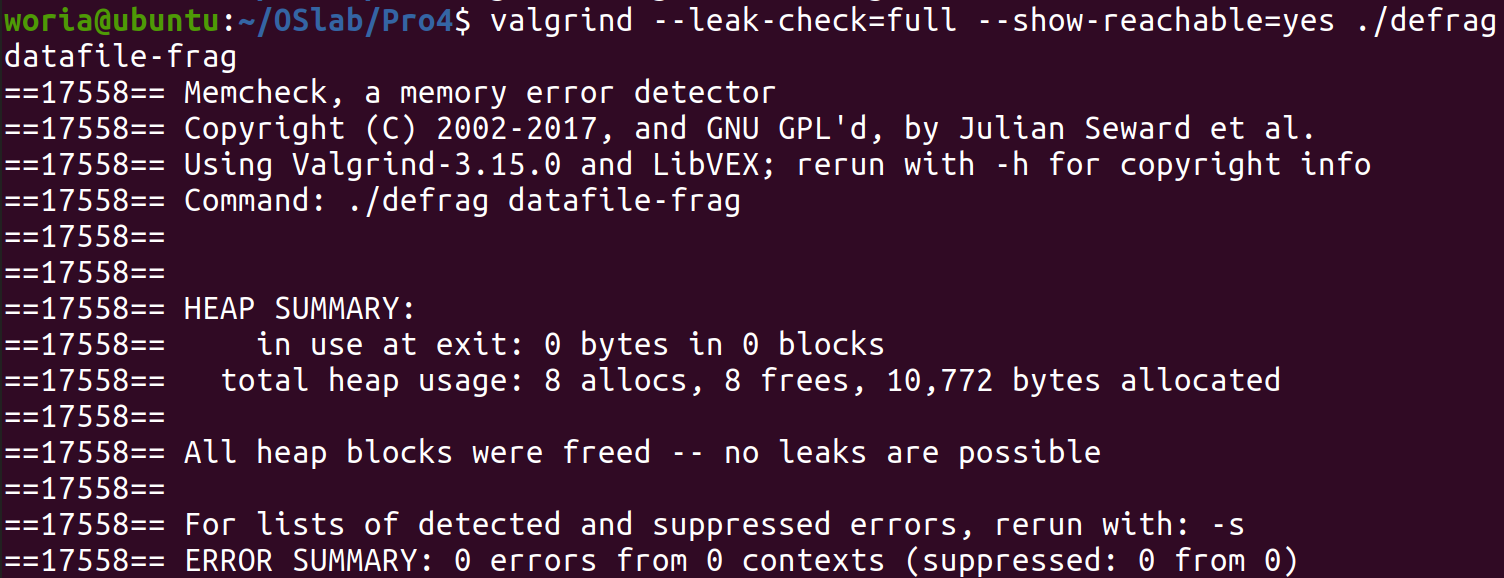 woria@ubuntu:~/OSlab/Pro4$ valgrind --leak-check=full --show-reachable=yes ./defrag
datafile-frag
==17558== Memcheck, a memory error detector
==17558== Copyright (C) 2002-2017, and GNU GPL'd, by Julian Seward et al.
==17558== Using Valgrind-3.15.0 and LibVEX; rerun with -h for copyright info
==17558== Command: ./defrag datafile-frag
==17558==
==17558==
==17558== HEAP SUMMARY:
==17558==     in use at exit: 0 bytes in 0 blocks
==17558==   total heap usage: 8 allocs, 8 frees, 10,772 bytes allocated
==17558==
==17558== All heap blocks were freed -- no leaks are possible
==17558==
==17558== For lists of detected and suppressed errors, rerun with: -s
==17558== ERROR SUMMARY: 0 errors from 0 contexts (suppressed: 0 from 0)